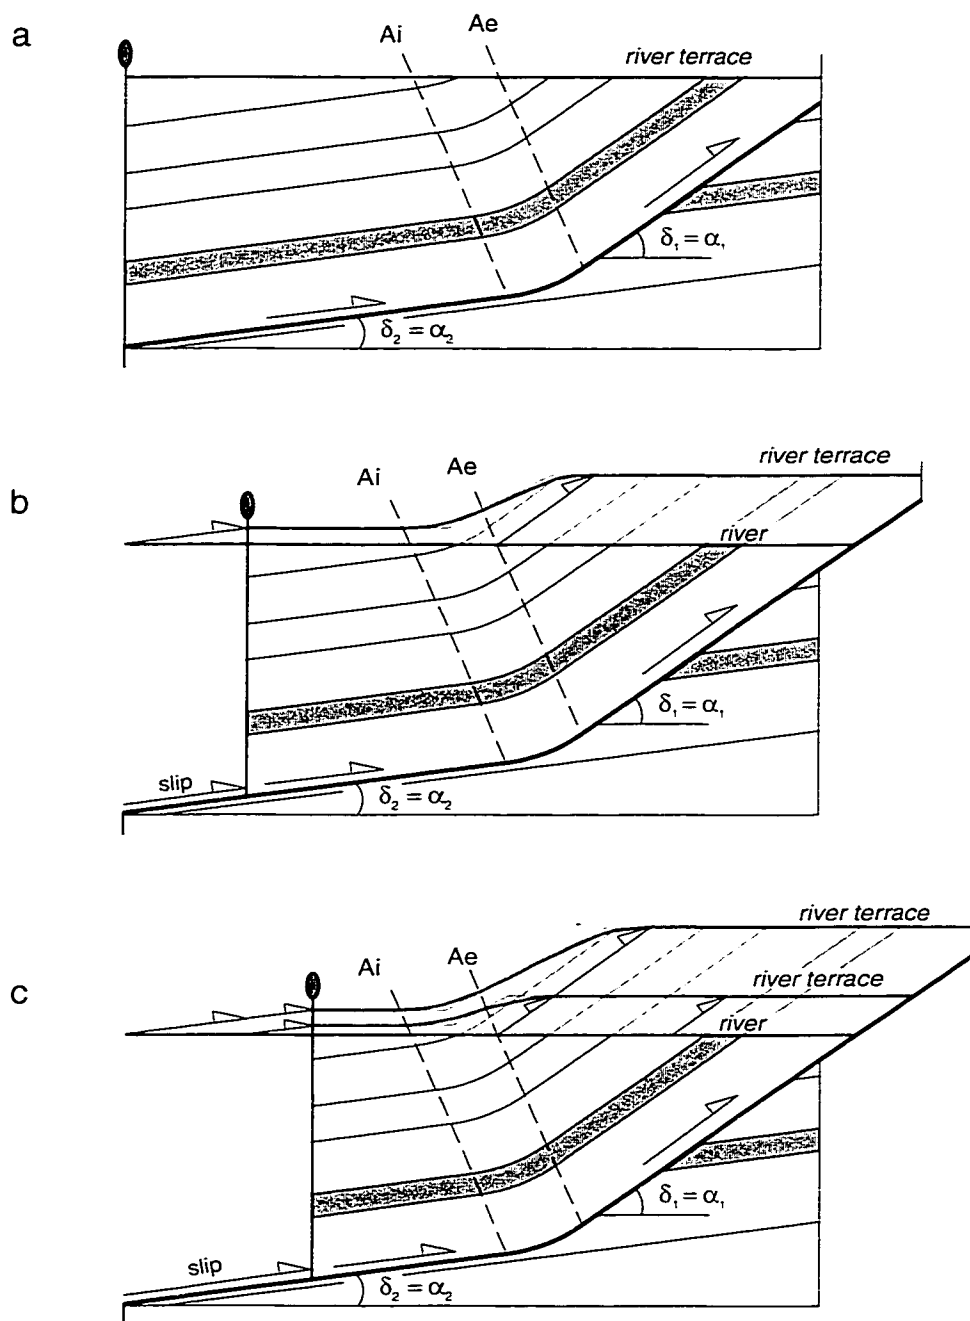 a
Ai
Ae
river terrace
δ₁ = α₁
δ₂ = α₂
b
Ai
Ae
river terrace
river
δ₁ = α₁
slip
δ₂ = α₂
c
Ai
Ae
river terrace
river terrace
river
δ₁ = α₁
slip
δ₂ = α₂